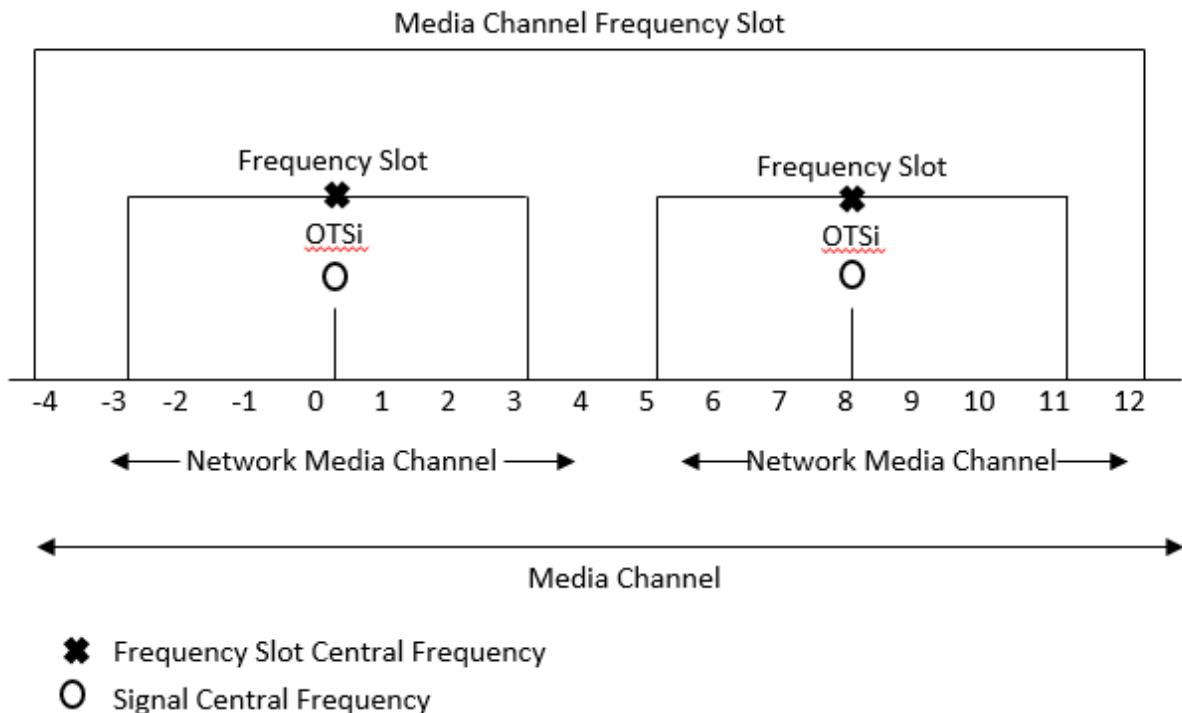 Media Channel Frequency Slot
Frequency Slot Frequency Slot
OTSi OTSi
-4 -3 -2 -1 0 1 2 3 4 5 6 7 8 9 10 11 12
Network Media Channel Network Media Channel
Media Channel
Frequency Slot Central Frequency
Signal Central Frequency